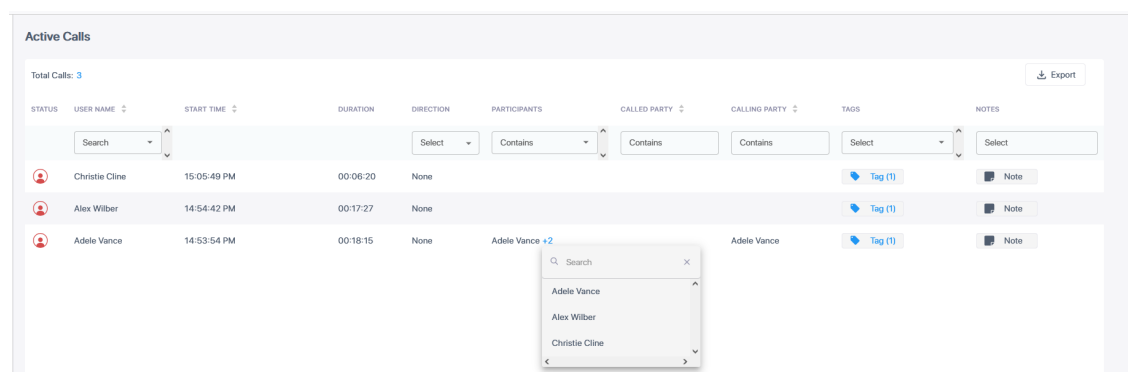 Active Calls
Total Calls: 3
Export
STATUS USER NAME START TIME DURATION DIRECTION PARTICIPANTS CALLED PARTY CALLING PARTY TAGS NOTES
Search Select Contains Contains Contains Select Select
Christie Cline 15:05:49 PM 00:06:20 None Tag (1) Note
Alex Wilber 14:54:42 PM 00:17:27 None Tag (1) Note
Adele Vance 14:53:54 PM 00:18:15 None Adele Vance +2 Adele Vance Tag (1) Note
Search
Adele Vance
Alex Wilber
Christie Cline